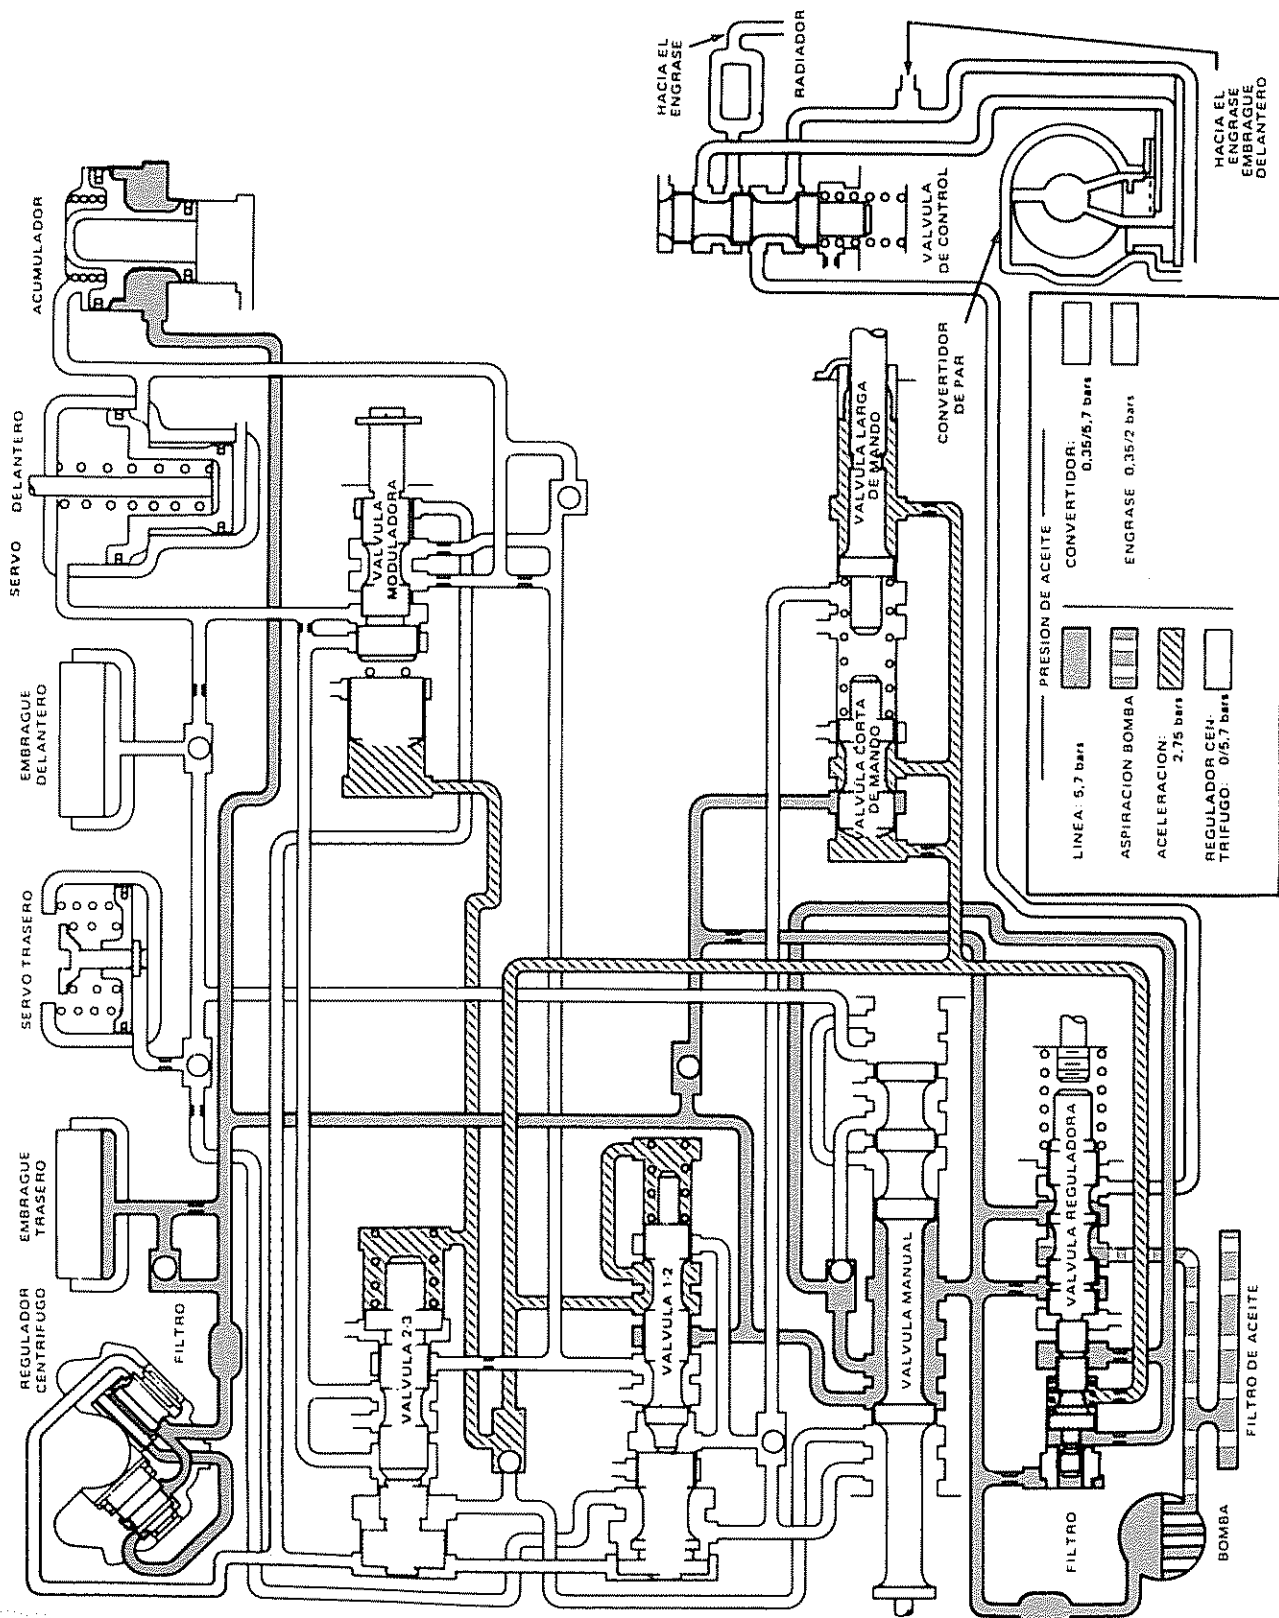 REGULADOR
CENTRIFUGO
FILTRO
EMBRAGUE
TRASERO
SERVO TRASERO
EMBRAGUE
DELANTERO
SERVO DELANTERO
ACUMULADOR
VALVULA
MODULADORA
VALVULA 2-3
VALVULA 1-2
VALVULA MANUAL
VALVULA REGULADORA
VALVULA CORTA
DE MANDO
VALVULA LARGA
DE MANDO
VALVULA
DE CONTROL
HACIA EL
ENGRASE
RADIADOR
HACIA EL
ENGRASE
EMBRAGUE
DELANTERO
CONVERTIDOR
DE PAR
FILTRO
BOMBA
FILTRO DE ACEITE
PRESION DE ACEITE
LINEA: 5,7 bars
ASPIRACION BOMBA
ACELERACION:
2,75 bars
REGULADOR CEN-
TRIFUGO: 0/5,7 bars
CONVERTIDOR:
0,35/5,7 bars
ENGRASE 0,35/2 bars